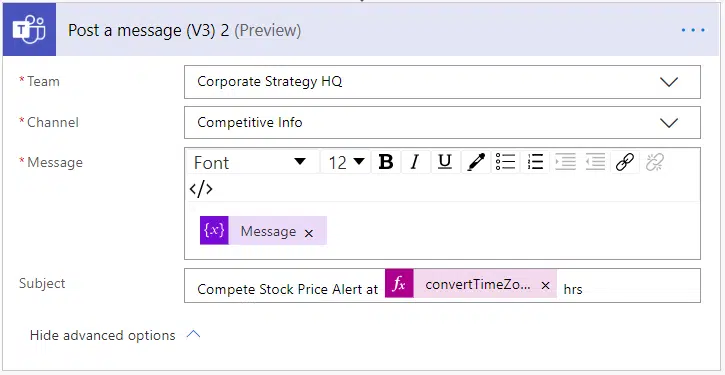 Post a message (V3) 2 (Preview)
* Team
Corporate Strategy HQ
* Channel
Competitive Info
* Message
Font 12 B I U
</>
{x} Message ×
Subject
Compete Stock Price Alert at fx convertTimeZo... × hrs
Hide advanced options